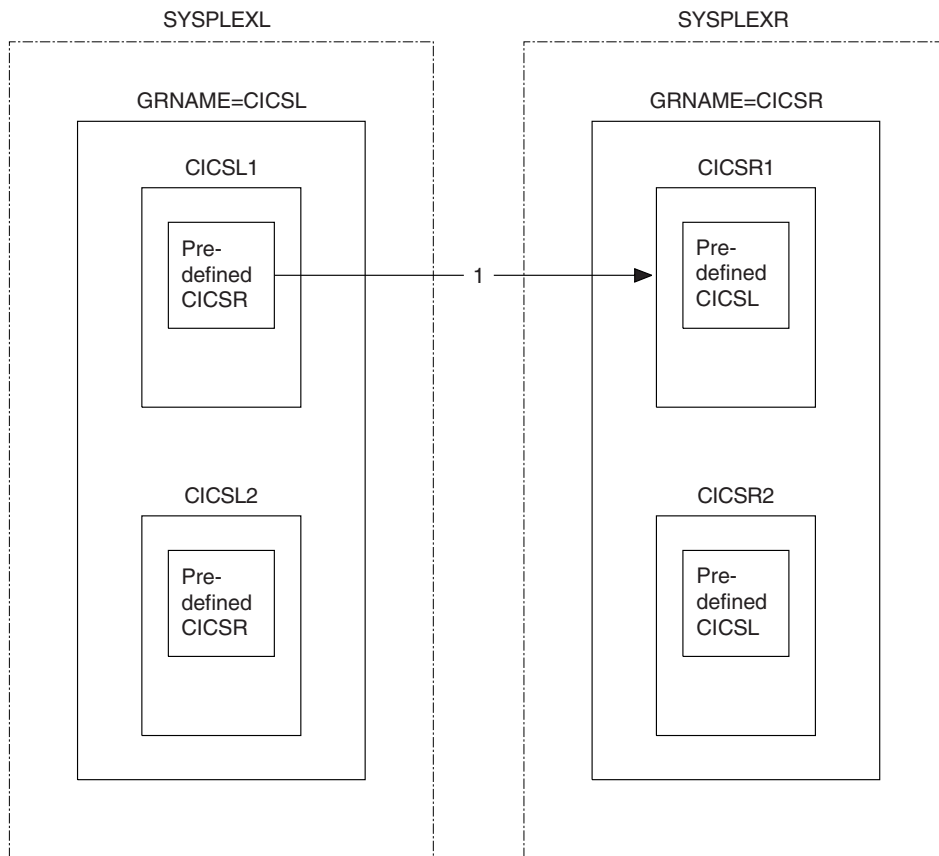 SYSPLEXL
SYSPLEXR
GRNAME=CICSL
GRNAME=CICSR
CICSL1
CICSR1
Pre-
defined
CICSR
1
Pre-
defined
CICSL
CICSL2
CICSR2
Pre-
defined
CICSR
Pre-
defined
CICSL